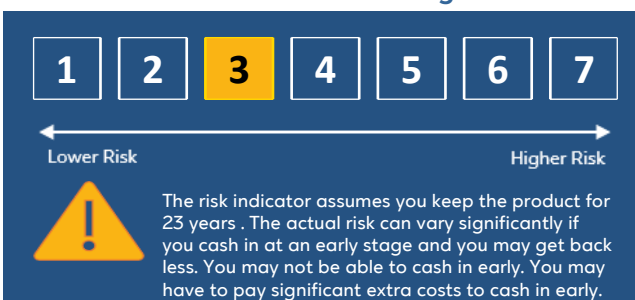 1 2 3 4 5 6 7
Lower Risk Higher Risk
The risk indicator assumes you keep the product for
23 years . The actual risk can vary significantly if
you cash in at an early stage and you may get back
less. You may not be able to cash in early. You may
have to pay significant extra costs to cash in early.